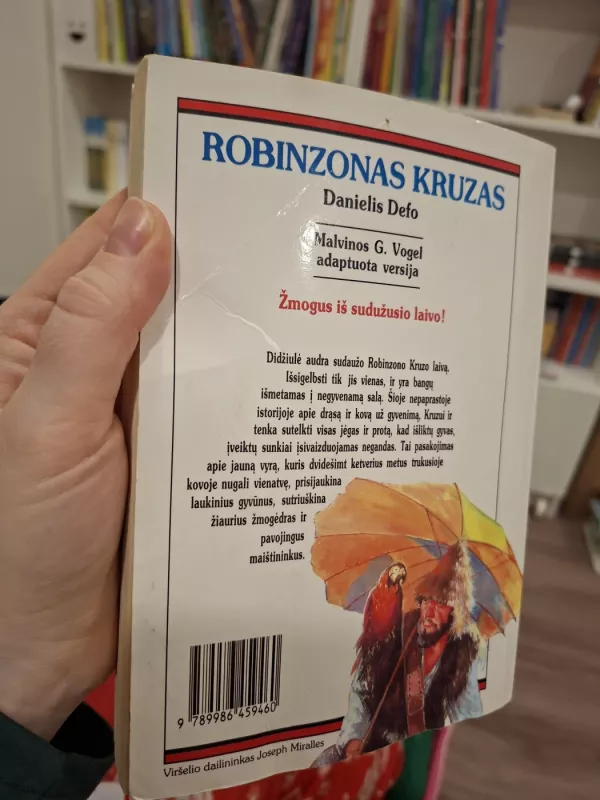 ROBINZONAS KRUZAS
Danielis Defo
Malvinos G. Vogel
adaptuota versija
Žmogus iš sudužusio laivo!
Didžiulė audra sudaužo Robinzono Kruzo laivą.
Išsigelbsti tik jis vienas, ir yra bangų
išmetamas į negyvenamą salą. Šioje nepaprastoje
istorijoje apie drąsą ir kovą už gyvenimą, Kruzui ir
tenka sutelkti visas jėgas ir protą, kad išliktų gyvas,
įveiktų sunkiai įsivaizduojamas negandas. Tai pasakojimas
apie jauną vyrą, kuris dvidešimt ketverius metus trukusioje
kovoje nugali vienatvę, prisijaukina
laukinius gyvūnus, sutriuškina
žiaurius žmogėdras ir
pavojingus
maištininkus.
9 789986 459460
Viršelio dailininkas Joseph Miralles